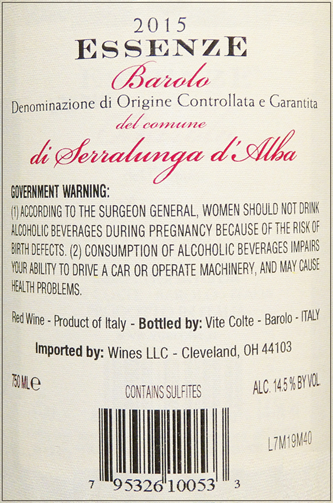 2015
ESSENZE
Barolo
Denominazione di Origine Controllata e Garantita
del comune
di Serralunga d'Alba
GOVERNMENT WARNING:
(1) ACCORDING TO THE SURGEON GENERAL, WOMEN SHOULD NOT DRINK
ALCOHOLIC BEVERAGES DURING PREGNANCY BECAUSE OF THE RISK OF
BIRTH DEFECTS. (2) CONSUMPTION OF ALCOHOLIC BEVERAGES IMPAIRS
YOUR ABILITY TO DRIVE A CAR OR OPERATE MACHINERY, AND MAY CAUSE
HEALTH PROBLEMS.
Red Wine - Product of Italy - Bottled by: Vite Colte - Barolo - ITALY
Imported by: Wines LLC - Cleveland, OH 44103
750 MLe CONTAINS SULFITES ALC. 14.5% BY VOL
L7M19M40
7 95326 10053 3